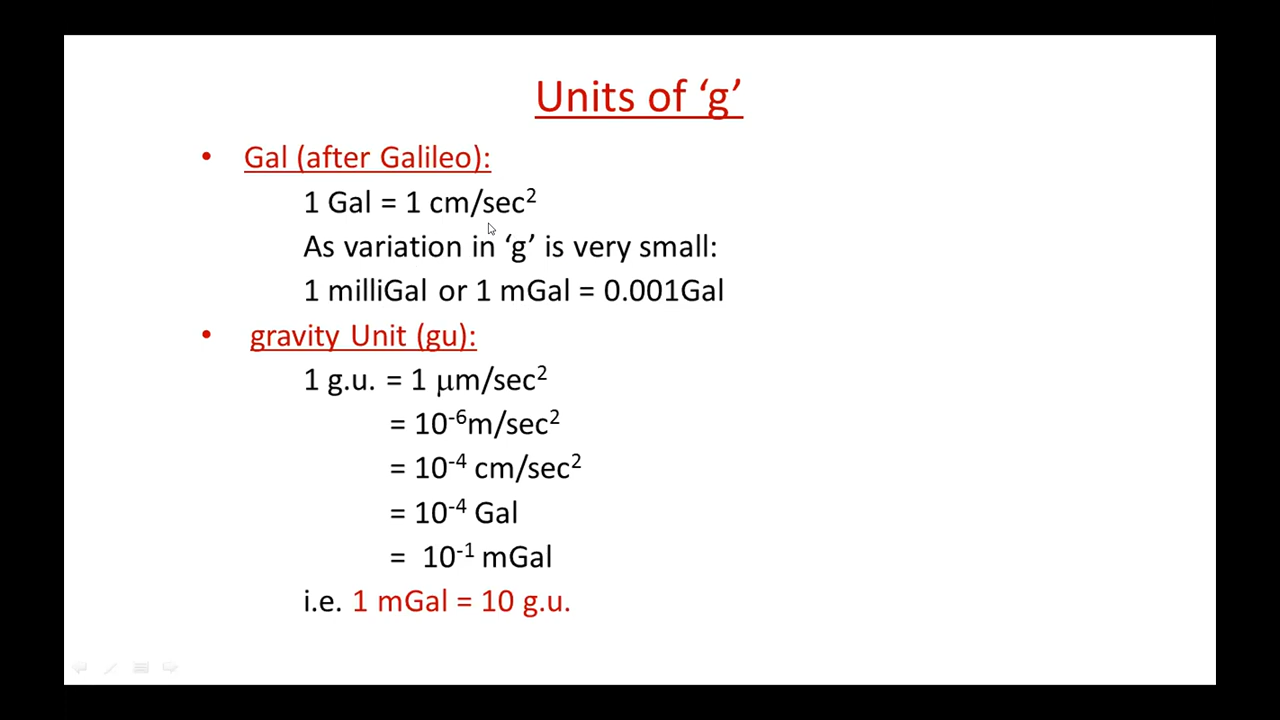 Units of ‘g’
• Gal (after Galileo):
1 Gal = 1 cm/sec²
As variation in ‘g’ is very small:
1 milliGal or 1 mGal = 0.001Gal
• gravity Unit (gu):
1 g.u. = 1 μm/sec²
= 10⁻⁶m/sec²
= 10⁻⁴ cm/sec²
= 10⁻⁴ Gal
= 10⁻¹ mGal
i.e. 1 mGal = 10 g.u.